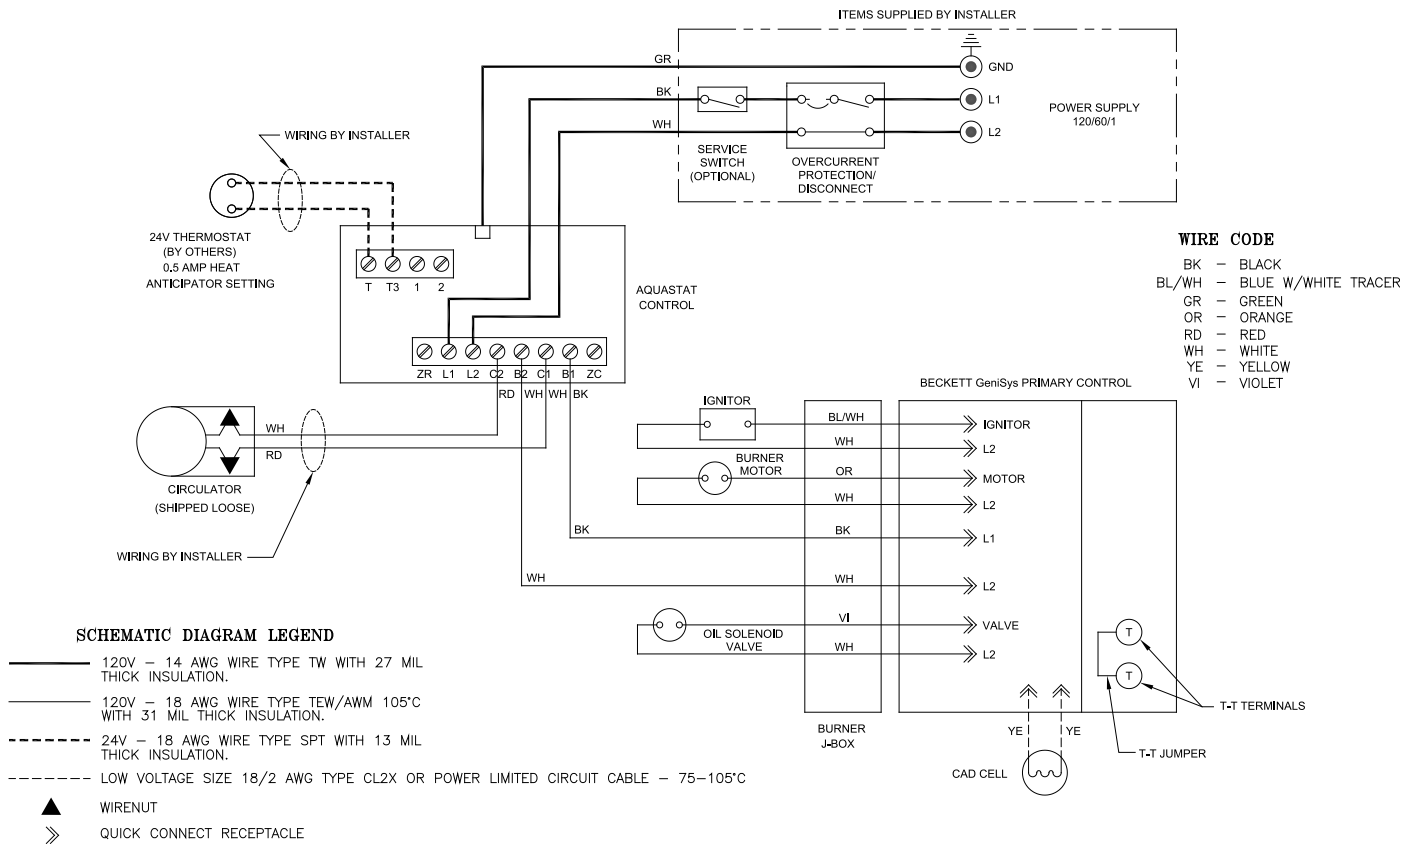 ITEMS SUPPLIED BY INSTALLER
GR
GND
BK
L1
POWER SUPPLY
120/60/1
WH
L2
SERVICE
SWITCH
(OPTIONAL)
OVERCURRENT
PROTECTION/
DISCONNECT
WIRING BY INSTALLER
24V THERMOSTAT
(BY OTHERS)
0.5 AMP HEAT
ANTICIPATOR SETTING
T T3 1 2
AQUASTAT
CONTROL
ZR L1 L2 C2 B2 C1 B1 ZC
RD WH WH BK
WIRE CODE
BK – BLACK
BL/WH – BLUE W/WHITE TRACER
GR – GREEN
OR – ORANGE
RD – RED
WH – WHITE
YE – YELLOW
VI – VIOLET
WH
RD
CIRCULATOR
(SHIPPED LOOSE)
WIRING BY INSTALLER
BECKETT GeniSys PRIMARY CONTROL
IGNITOR
BL/WH
IGNITOR
WH
L2
BURNER
MOTOR
OR
MOTOR
WH
L2
BK
BK
L1
WH
WH
L2
VI
VALVE
OIL SOLENOID
VALVE
WH
L2
T
T
T-T TERMINALS
T-T JUMPER
BURNER
J-BOX
YE
YE
CAD CELL
SCHEMATIC DIAGRAM LEGEND
120V – 14 AWG WIRE TYPE TW WITH 27 MIL
THICK INSULATION.
120V – 18 AWG WIRE TYPE TEW/AWM 105°C
WITH 31 MIL THICK INSULATION.
24V – 18 AWG WIRE TYPE SPT WITH 13 MIL
THICK INSULATION.
LOW VOLTAGE SIZE 18/2 AWG TYPE CL2X OR POWER LIMITED CIRCUIT CABLE – 75–105°C
WIRENUT
QUICK CONNECT RECEPTACLE